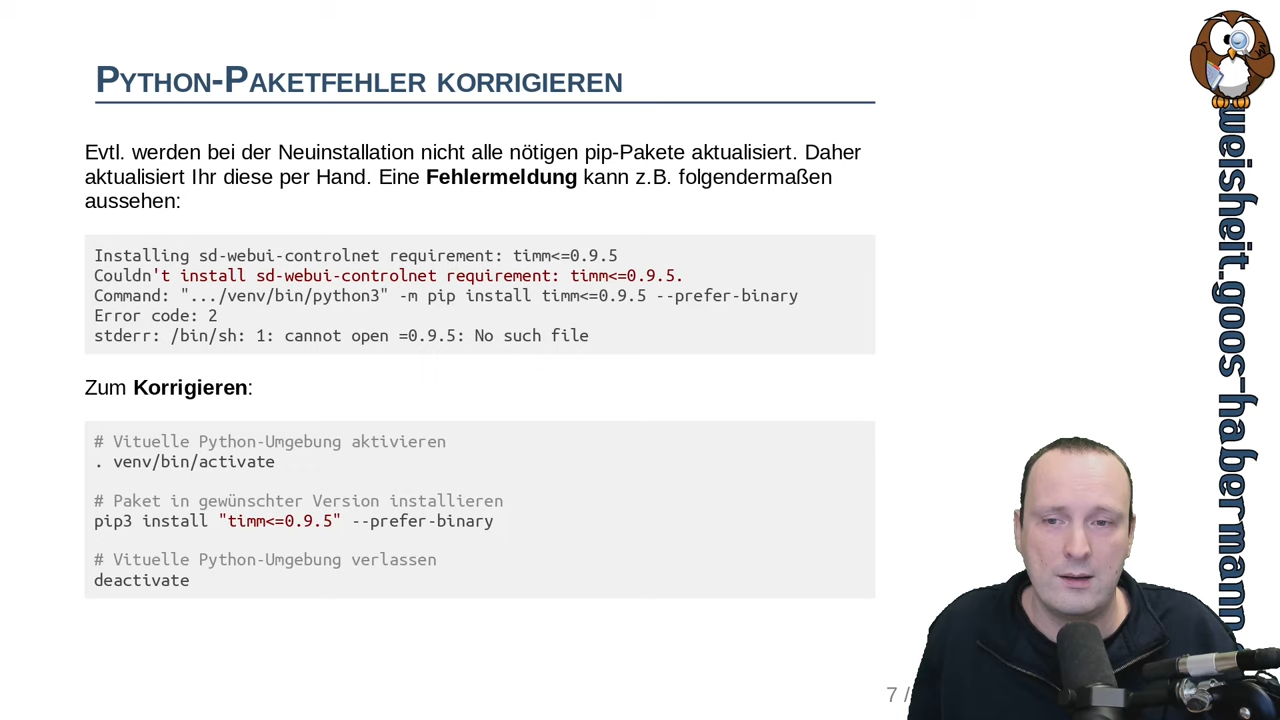 Python-Paketfehler korrigieren
Evtl. werden bei der Neuinstallation nicht alle nötigen pip-Pakete aktualisiert. Daher
aktualisiert Ihr diese per Hand. Eine Fehlermeldung kann z.B. folgendermaßen
aussehen:
Installing sd-webui-controlnet requirement: timm<=0.9.5
Couldn't install sd-webui-controlnet requirement: timm<=0.9.5.
Command: ".../venv/bin/python3" -m pip install timm<=0.9.5 --prefer-binary
Error code: 2
stderr: /bin/sh: 1: cannot open =0.9.5: No such file
Zum Korrigieren:
# Vituelle Python-Umgebung aktivieren
. venv/bin/activate
# Paket in gewünschter Version installieren
pip3 install "timm<=0.9.5" --prefer-binary
# Vituelle Python-Umgebung verlassen
deactivate
7 /
weisheit.goos-habermann